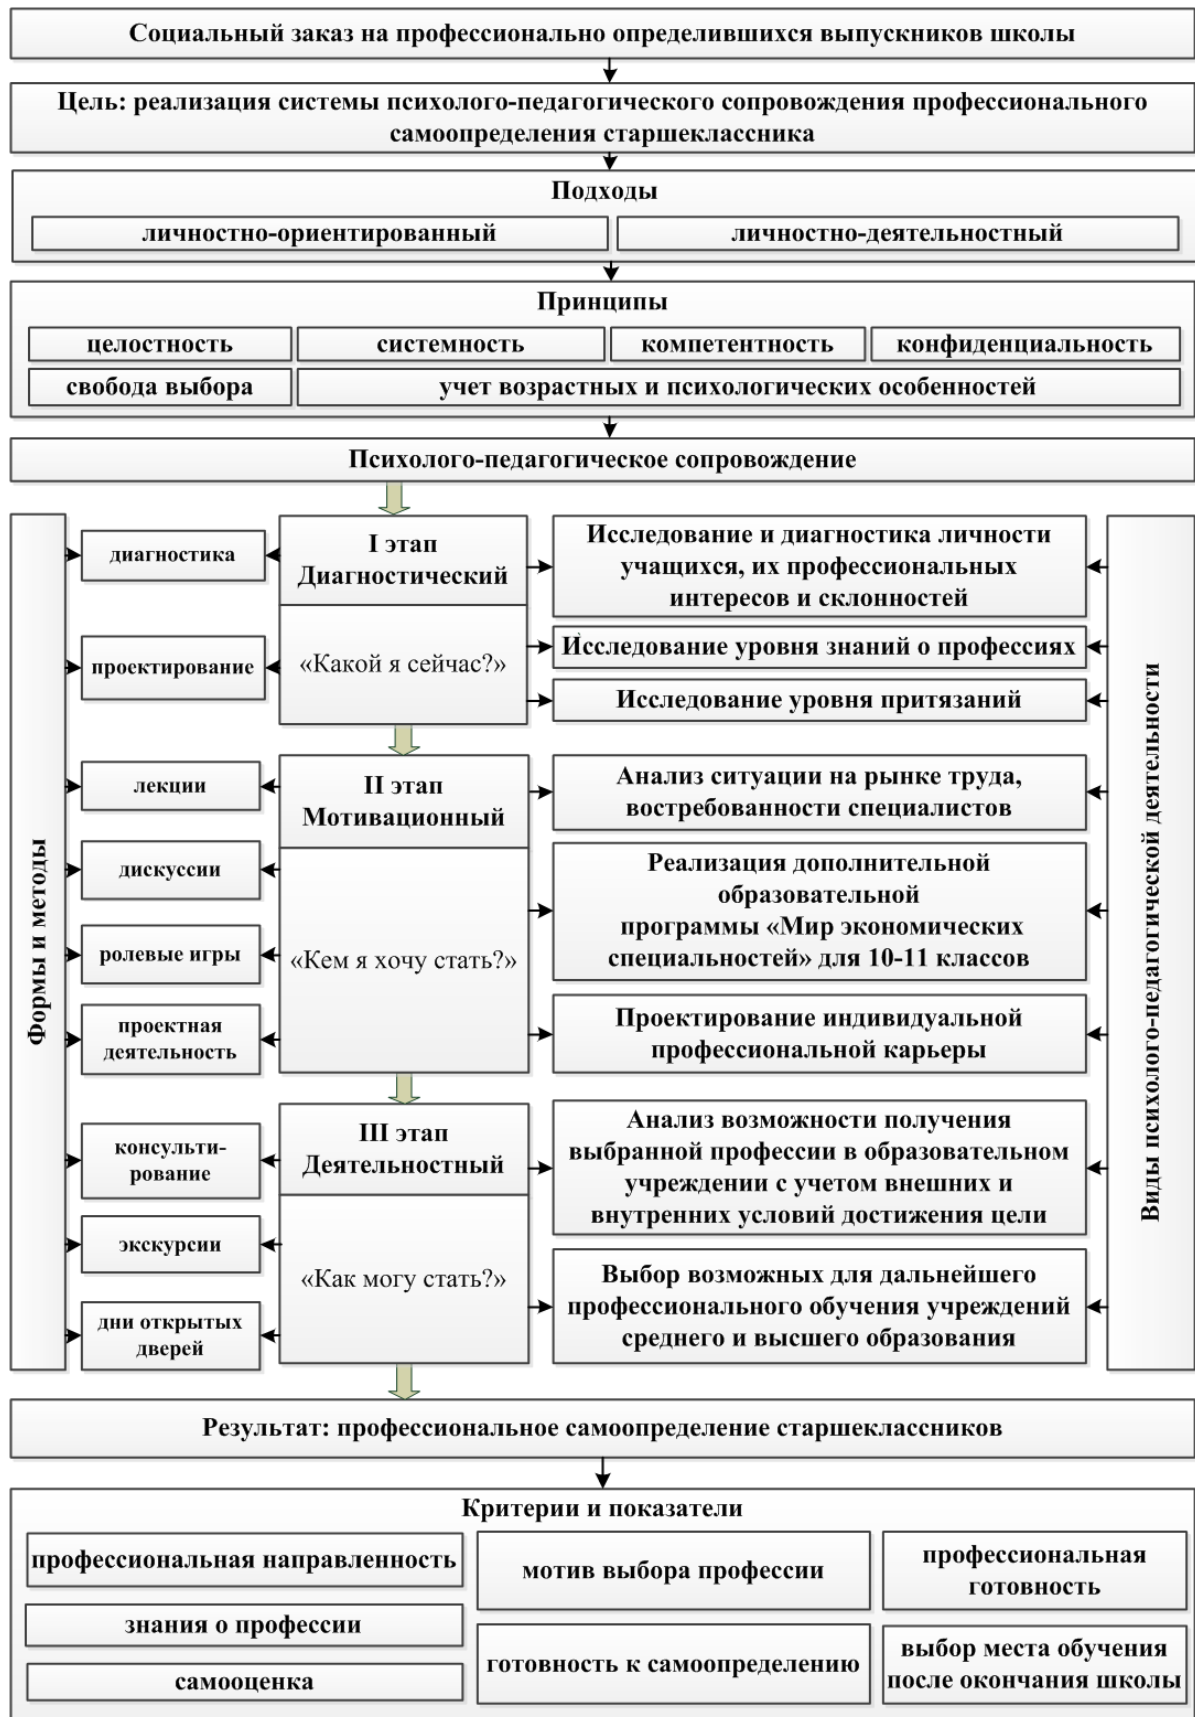 Социальный заказ на профессионально определившихся выпускников школы
Цель: реализация системы психолого-педагогического сопровождения профессионального
самоопределения старшеклассника
Подходы
личностно-ориентированный
личностно-деятельностный
Принципы
целостность
системность
компетентность
конфиденциальность
свобода выбора
учет возрастных и психологических особенностей
Психолого-педагогическое сопровождение
Формы и методы
диагностика
проектирование
I этап
Диагностический
«Какой я сейчас?»
Исследование и диагностика личности
учащихся, их профессиональных
интересов и склонностей
Исследование уровня знаний о профессиях
Исследование уровня притязаний
лекции
дискуссии
ролевые игры
проектная
деятельность
II этап
Мотивационный
«Кем я хочу стать?»
Анализ ситуации на рынке труда,
востребованности специалистов
Реализация дополнительной
образовательной
программы «Мир экономических
специальностей» для 10-11 классов
Проектирование индивидуальной
профессиональной карьеры
консульти-
рование
экскурсии
дни открытых
дверей
III этап
Деятельностный
«Как могу стать?»
Анализ возможности получения
выбранной профессии в образовательном
учреждении с учетом внешних и
внутренних условий достижения цели
Выбор возможных для дальнейшего
профессионального обучения учреждений
среднего и высшего образования
Виды психолого-педагогической деятельности
Результат: профессиональное самоопределение старшеклассников
Критерии и показатели
профессиональная направленность
знания о профессии
самооценка
мотив выбора профессии
готовность к самоопределению
профессиональная
готовность
выбор места обучения
после окончания школы